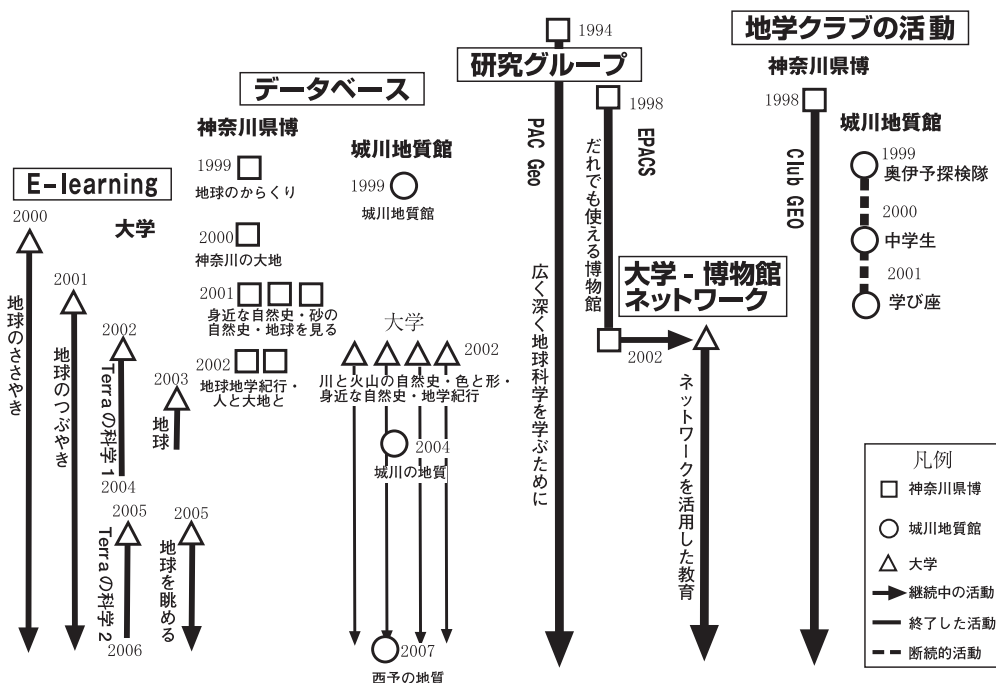 E-learning
2000
地球のささやき
2001
地球のつぶやき
大学
2002
Terraの科学1
2004
2003
地球
2005
Terraの科学2
2006
2005
地球を眺める
データベース
神奈川県博
1999
地球のからくり
2000
神奈川の大地
2001
身近な自然史・砂の
自然史・地球を見る
2002
地球地学紀行・
人と大地と
城川地質館
1999
城川地質館
大学
2002
川と火山の自然史・色と形・
身近な自然史・地学紀行
2004
城川の地質
2007
西予の地質
1994
研究グループ
PAC Geo
広く深く地球科学を学ぶために
1998
EPACS
だれでも使える博物館
2002
大学 - 博物館
ネットワーク
ネットワークを活用した教育
地学クラブの活動
神奈川県博
1998
Club GEO
城川地質館
1999
奥伊予探検隊
2000
中学生
2001
学び座
凡例
神奈川県博
城川地質館
大学
継続中の活動
終了した活動
断続的活動